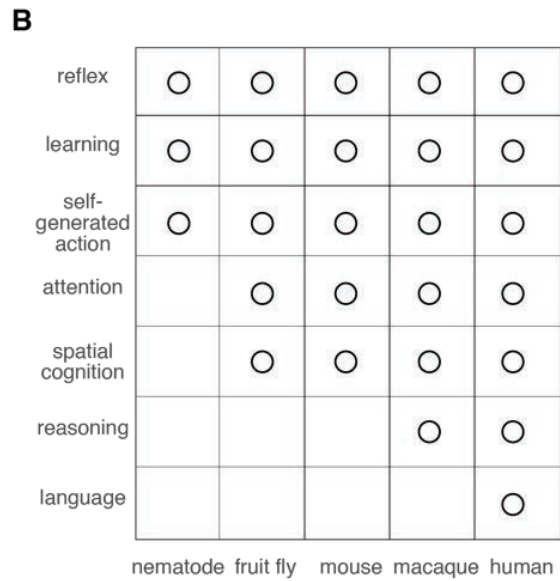 B
reflex
learning
self-
generated
action
attention
spatial
cognition
reasoning
language
nematode fruit fly mouse macaque human